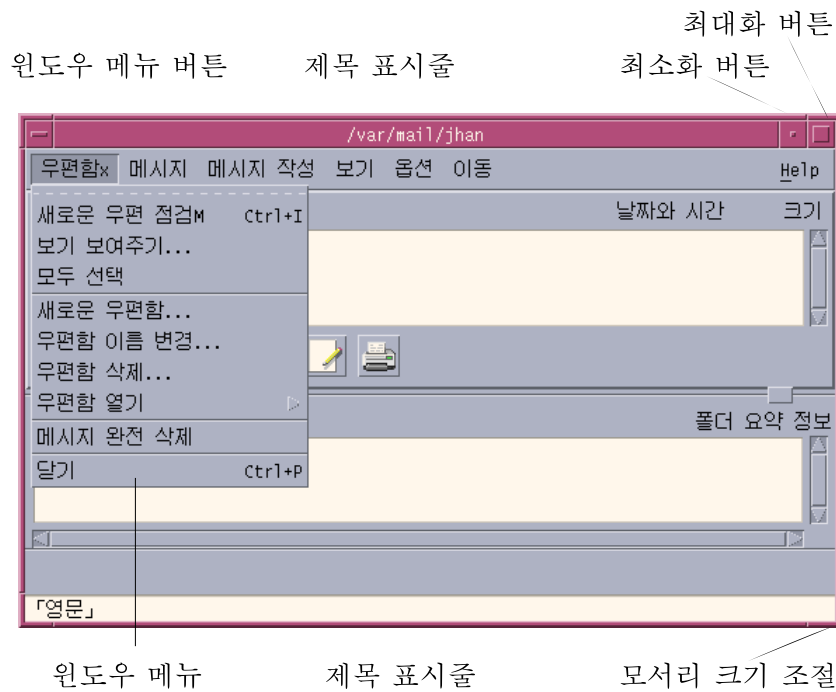 최대화 버튼
윈도우 메뉴 버튼 제목 표시줄 최소화 버튼
/var/mail/jhan
우편함x 메시지 메시지 작성 보기 옵션 이동 Help
날짜와 시간 크기
새로운 우편 점검M Ctrl+I
보기 보여주기...
모두 선택
새로운 우편함...
우편함 이름 변경...
우편함 삭제...
우편함 열기
폴더 요약 정보
메시지 완전 삭제
닫기 Ctrl+P
「영문」
윈도우 메뉴 제목 표시줄 모서리 크기 조절